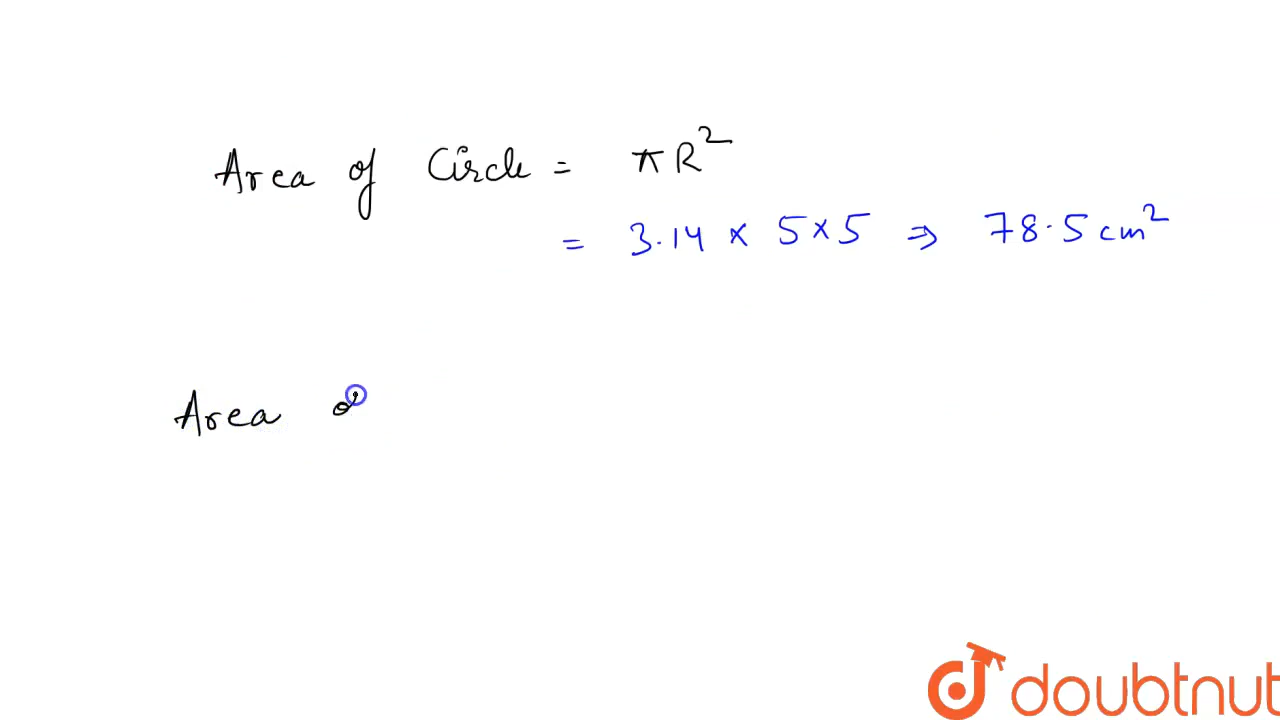 Area of Circle = πR²
= 3.14 × 5×5 ⇒ 78.5 cm²
Area
doubtnut